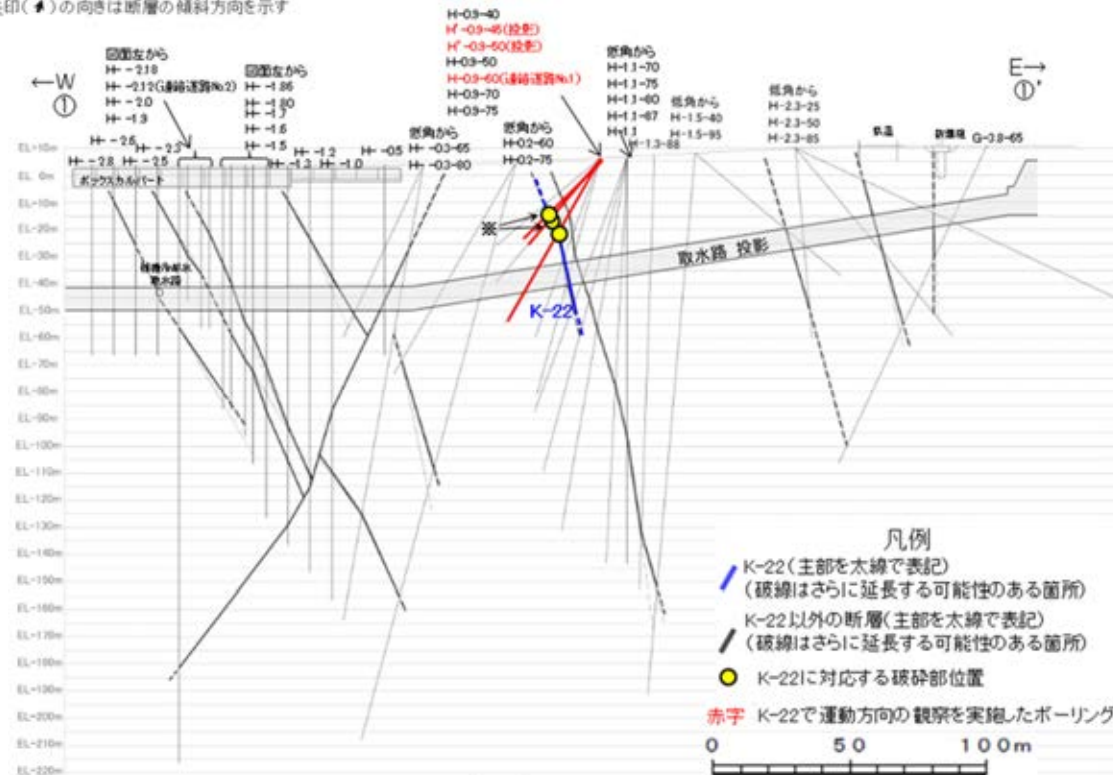 印( )の向きは断層の傾斜方向を示す
←W
①
E→
①'
図面左から
H- -2.18
H- -2.12(連絡道路No.2)
H- -2.0
H- -1.9
図面左から
H- -1.86
H- -1.80
H- -1.7
H- -1.6
H- -1.5
H- -2.6
H- -2.3
H- -2.8
H- -2.5
H- -1.2
H- -0.5
H- -1.3
H- -1.0
低角から
H- -0.3-65
H- -0.3-80
H-0.9-40
H'-0.9-45(投影)
H'-0.9-50(投影)
H-0.9-50
H-0.9-60(連絡道路No.1)
H-0.9-70
H-0.9-75
低角から
H-0.2-60
H-0.2-75
低角から
H-1.1-70
H-1.1-75
H-1.1-80
H-1.1-87
H-1.1
H-1.3-88
低角から
H-1.5-40
H-1.5-95
低角から
H-2.3-25
H-2.3-50
H-2.3-85
G-3.8-65
ボックスカルバート
取水路
※
取水路 投影
K-22
EL+10m
EL 0m
EL-10m
EL-20m
EL-30m
EL-40m
EL-50m
EL-60m
EL-70m
EL-80m
EL-90m
EL-100m
EL-110m
EL-120m
EL-130m
EL-140m
EL-150m
EL-160m
EL-170m
EL-180m
EL-190m
EL-200m
EL-210m
EL-220m
凡例
K-22(主部を太線で表記)
(破線はさらに延長する可能性のある箇所)
K-22以外の断層(主部を太線で表記)
(破線はさらに延長する可能性のある箇所)
K-22に対応する破砕部位置
赤字 K-22で運動方向の観察を実施したボーリング
0 50 100m